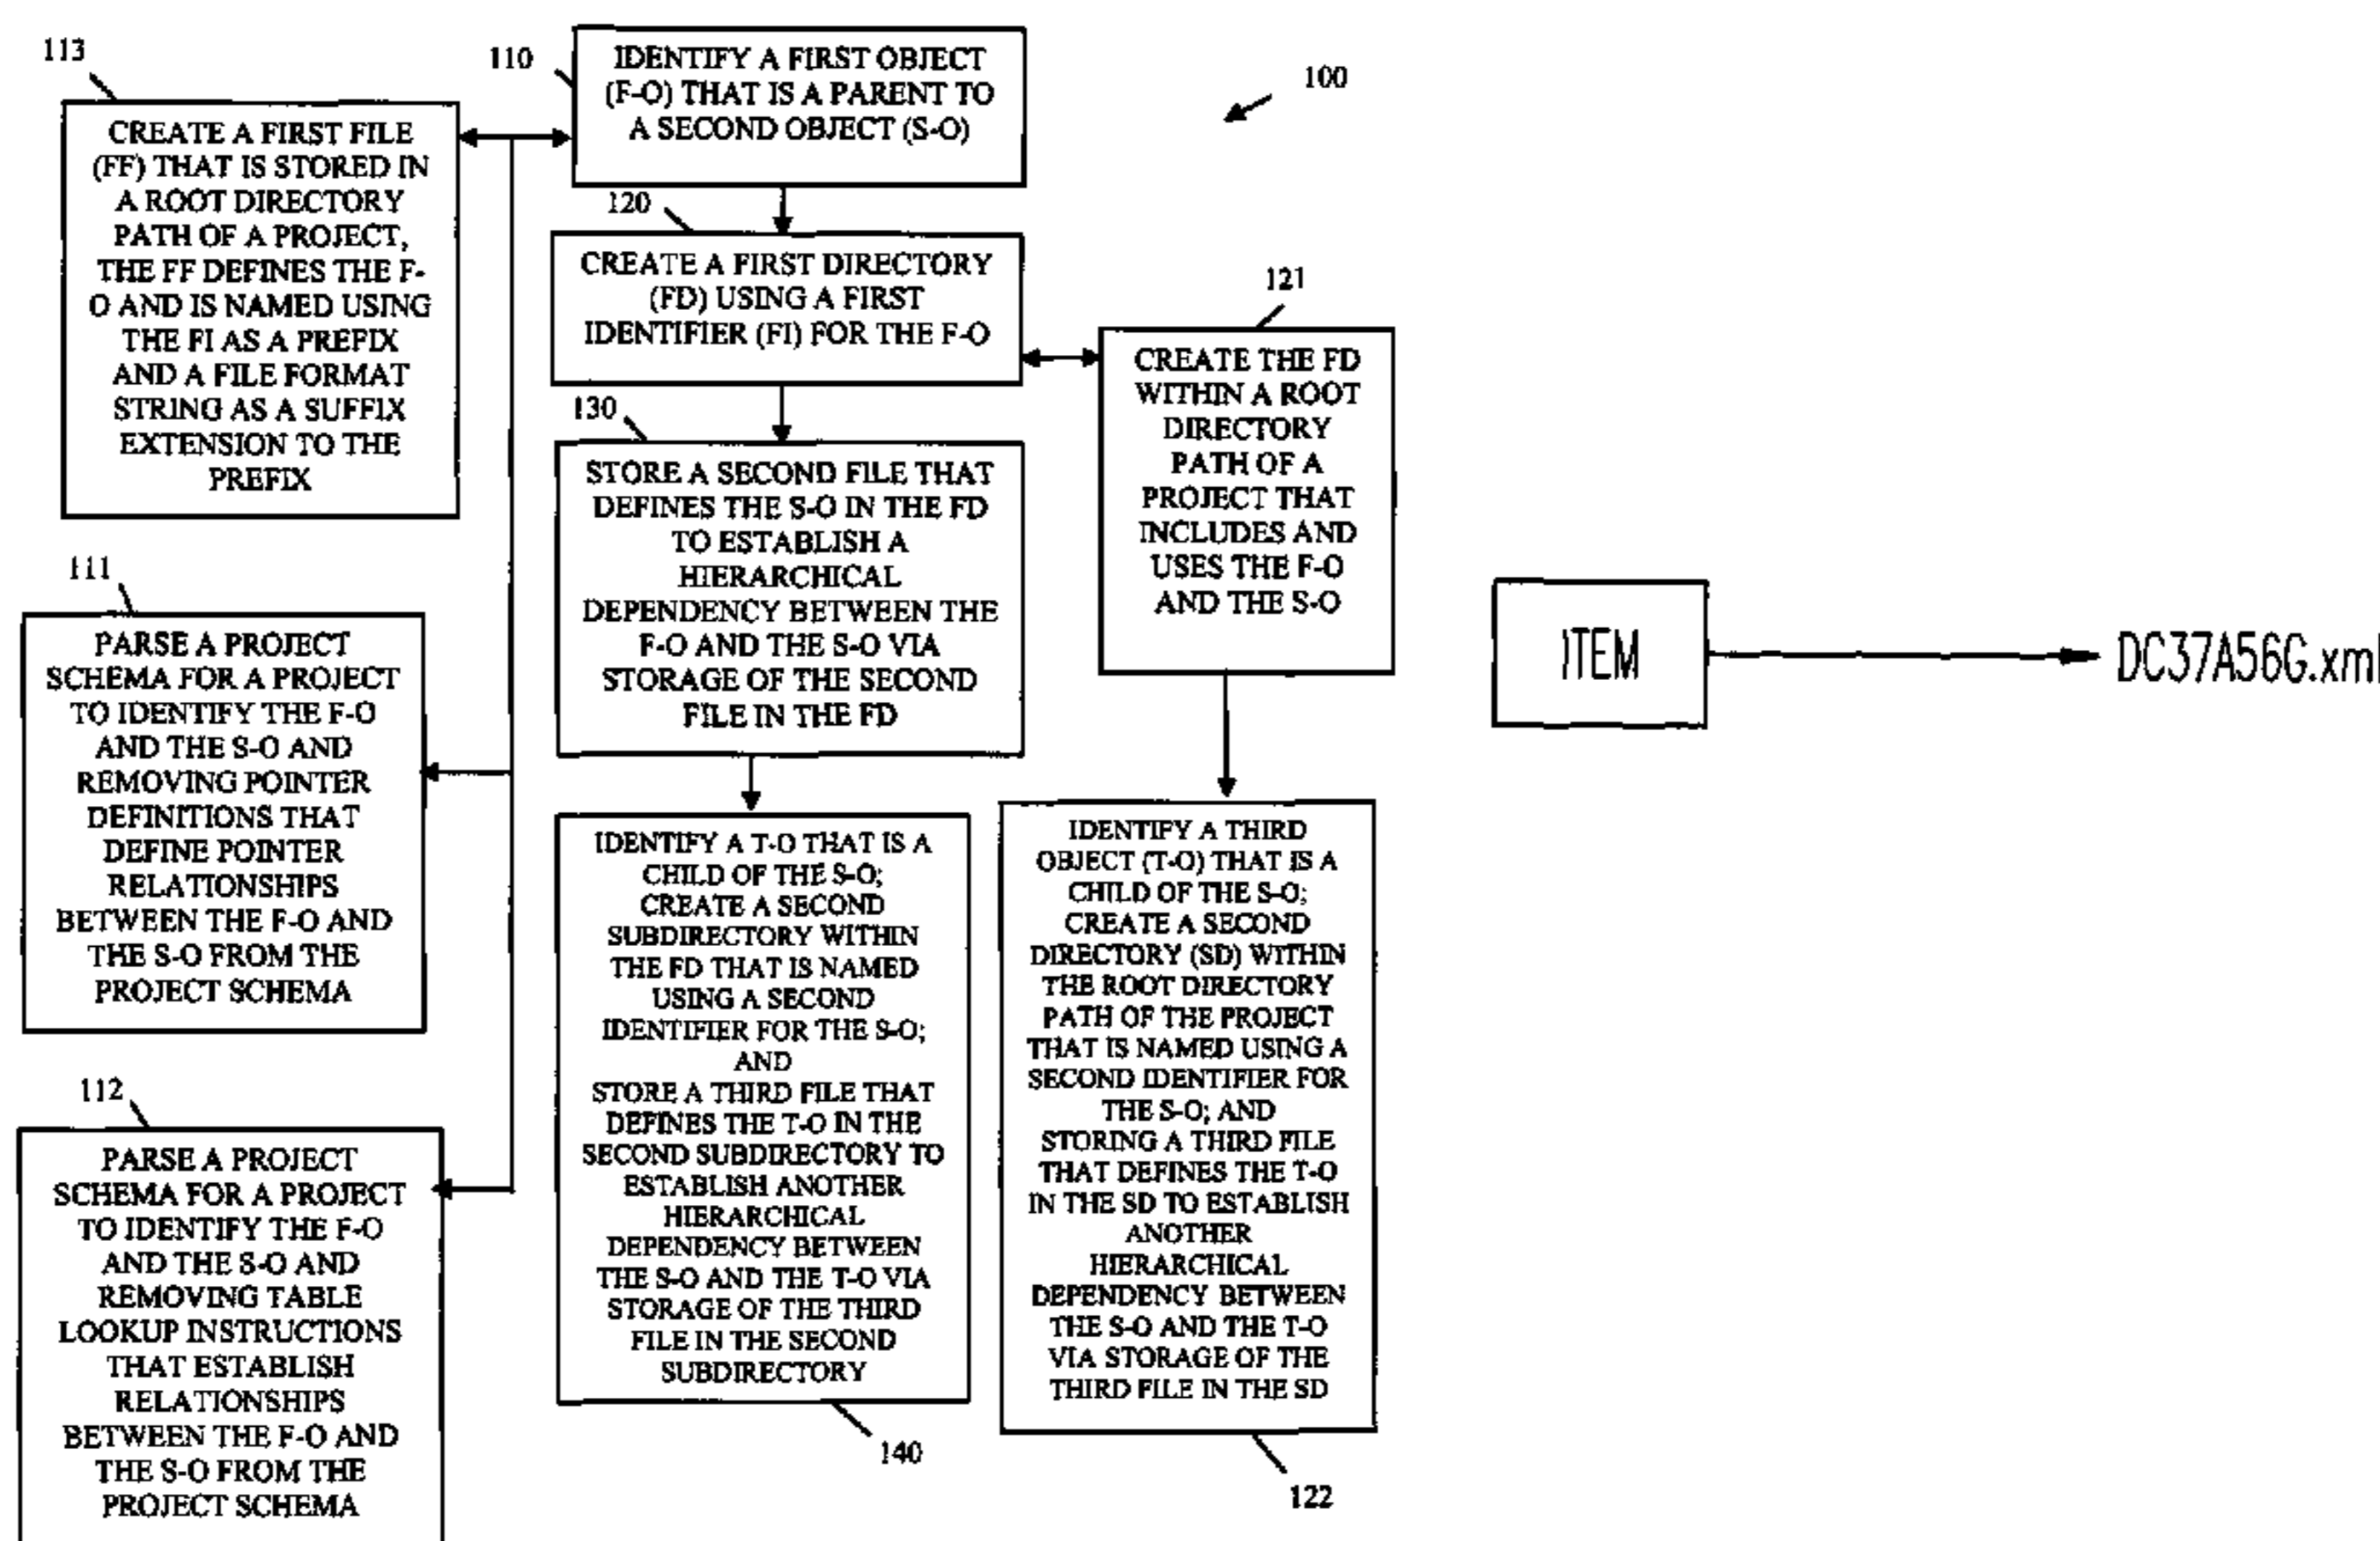 113
CREATE A FIRST FILE
(FF) THAT IS STORED IN
A ROOT DIRECTORY
PATH OF A PROJECT,
THE FF DEFINES THE F-
O AND IS NAMED USING
THE FI AS A PREFIX
AND A FILE FORMAT
STRING AS A SUFFIX
EXTENSION TO THE
PREFIX
110
IDENTIFY A FIRST OBJECT
(F-O) THAT IS A PARENT TO
A SECOND OBJECT (S-O)
100
120
CREATE A FIRST DIRECTORY
(FD) USING A FIRST
IDENTIFIER (FI) FOR THE F-O
121
CREATE THE FD
WITHIN A ROOT
DIRECTORY
PATH OF A
PROJECT THAT
INCLUDES AND
USES THE F-O
AND THE S-O
130
STORE A SECOND FILE THAT
DEFINES THE S-O IN THE FD
TO ESTABLISH A
HIERARCHICAL
DEPENDENCY BETWEEN THE
F-O AND THE S-O VIA
STORAGE OF THE SECOND
FILE IN THE FD
111
PARSE A PROJECT
SCHEMA FOR A PROJECT
TO IDENTIFY THE F-O
AND THE S-O AND
REMOVING POINTER
DEFINITIONS THAT
DEFINE POINTER
RELATIONSHIPS
BETWEEN THE F-O AND
THE S-O FROM THE
PROJECT SCHEMA
ITEM
DC37A56G.xml
112
PARSE A PROJECT
SCHEMA FOR A PROJECT
TO IDENTIFY THE F-O
AND THE S-O AND
REMOVING TABLE
LOOKUP INSTRUCTIONS
THAT ESTABLISH
RELATIONSHIPS
BETWEEN THE F-O AND
THE S-O FROM THE
PROJECT SCHEMA
IDENTIFY A T-O THAT IS A
CHILD OF THE S-O;
CREATE A SECOND
SUBDIRECTORY WITHIN
THE FD THAT IS NAMED
USING A SECOND
IDENTIFIER FOR THE S-O;
AND
STORE A THIRD FILE THAT
DEFINES THE T-O IN THE
SECOND SUBDIRECTORY TO
ESTABLISH ANOTHER
HIERARCHICAL
DEPENDENCY BETWEEN
THE S-O AND THE T-O VIA
STORAGE OF THE THIRD
FILE IN THE SECOND
SUBDIRECTORY
140
IDENTIFY A THIRD
OBJECT (T-O) THAT IS A
CHILD OF THE S-O;
CREATE A SECOND
DIRECTORY (SD) WITHIN
THE ROOT DIRECTORY
PATH OF THE PROJECT
THAT IS NAMED USING A
SECOND IDENTIFIER FOR
THE S-O; AND
STORING A THIRD FILE
THAT DEFINES THE T-O
IN THE SD TO ESTABLISH
ANOTHER
HIERARCHICAL
DEPENDENCY BETWEEN
THE S-O AND THE T-O
VIA STORAGE OF THE
THIRD FILE IN THE SD
122